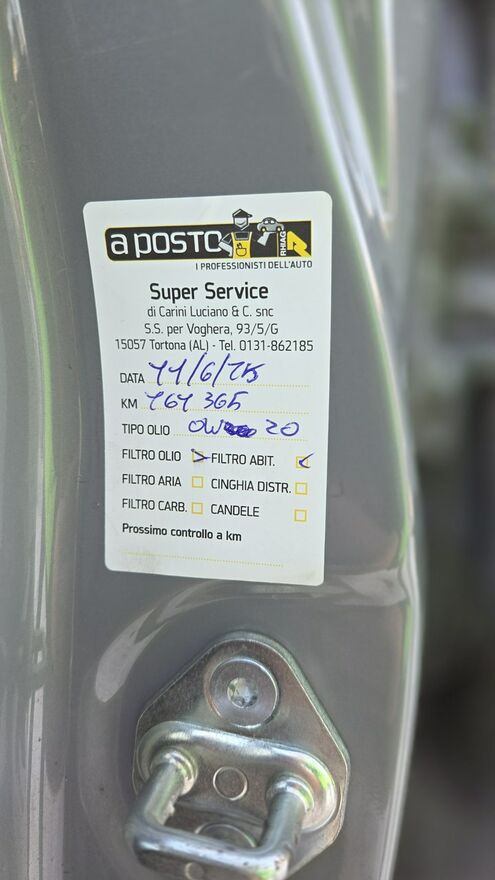 a posto
RHIAG
I PROFESSIONISTI DELL'AUTO
Super Service
di Carini Luciano & C. snc
S.S. per Voghera, 93/5/G
15057 Tortona (AL) - Tel. 0131-862185
DATA 11/6/25
KM 161 365
TIPO OLIO 0W 20
FILTRO OLIO FILTRO ABIT.
FILTRO ARIA CINGHIA DISTR.
FILTRO CARB. CANDELE
Prossimo controllo a km